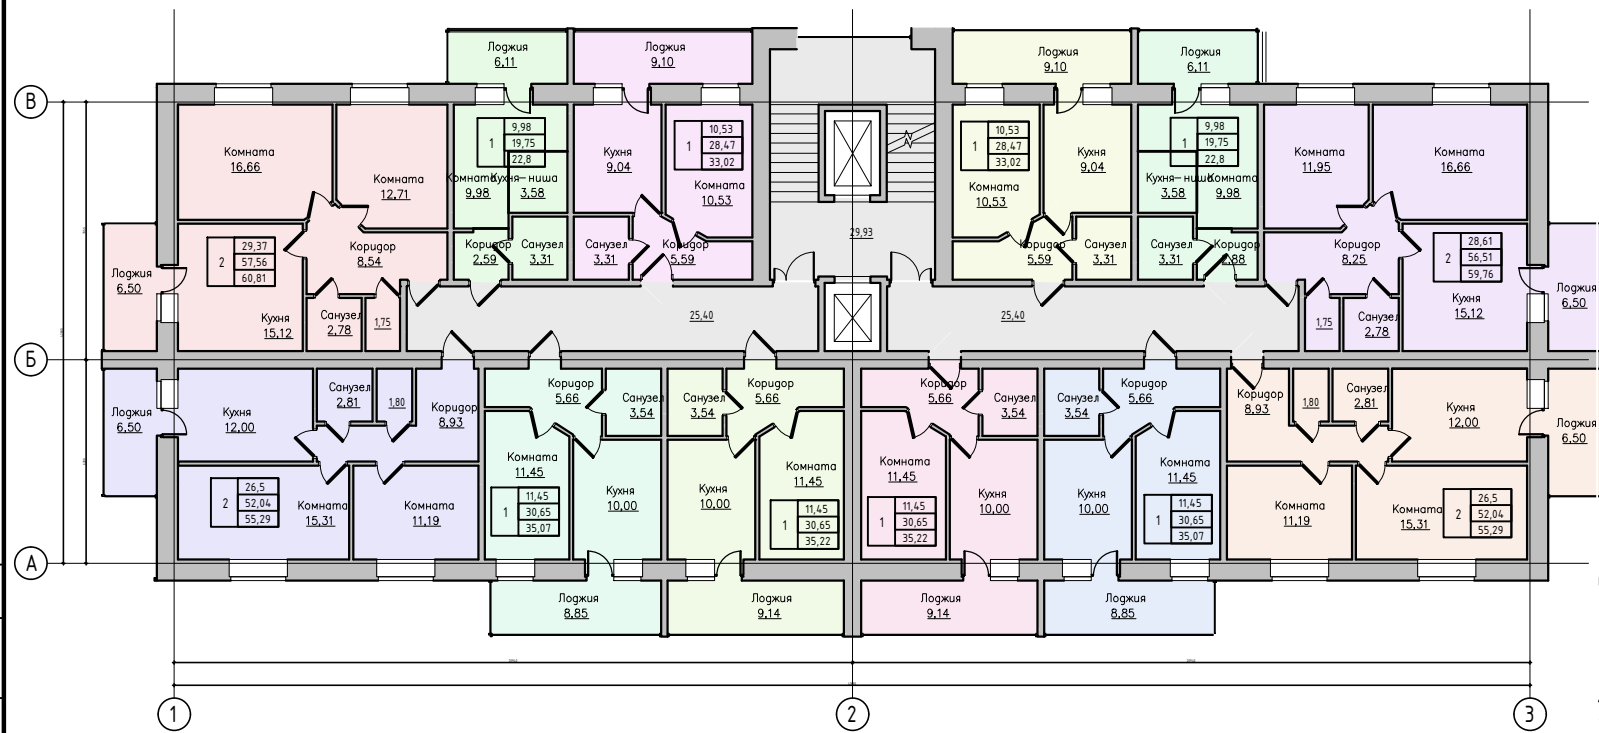 Лоджия
6,11
Лоджия
9,10
Лоджия
9,10
Лоджия
6,11
В
Комната
16,66
Комната
12,71
1
9,98
19,75
22,8
Комната
9,98
Кухня-ниша
3,58
Кухня
9,04
1
10,53
28,47
33,02
Комната
10,53
1
10,53
28,47
33,02
Комната
10,53
Кухня
9,04
1
9,98
19,75
22,8
Кухня-ниша
3,58
Комната
9,98
Комната
11,95
Комната
16,66
Лоджия
6,50
2
29,37
57,56
60,81
Коридор
8,54
Коридор
2,59
Санузел
3,31
Санузел
3,31
Коридор
5,59
29,93
Коридор
5,59
Санузел
3,31
Санузел
3,31
Коридор
2,88
Коридор
8,25
2
28,61
56,51
59,76
Лоджия
6,50
Кухня
15,12
Санузел
2,78
1,75
25,40
25,40
1,75
Санузел
2,78
Кухня
15,12
Б
Лоджия
6,50
Кухня
12,00
Санузел
2,81
1,80
Коридор
8,93
Коридор
5,66
Санузел
3,54
Санузел
3,54
Коридор
5,66
Коридор
5,66
Санузел
3,54
Санузел
3,54
Коридор
5,66
Коридор
8,93
1,80
Санузел
2,81
Кухня
12,00
Лоджия
6,50
2
26,5
52,04
55,29
Комната
15,31
Комната
11,19
Комната
11,45
1
11,45
30,65
35,07
Кухня
10,00
Кухня
10,00
Комната
11,45
1
11,45
30,65
35,22
Комната
11,45
1
11,45
30,65
35,22
Кухня
10,00
Кухня
10,00
Комната
11,45
1
11,45
30,65
35,07
Комната
11,19
Комната
15,31
2
26,5
52,04
55,29
А
Лоджия
8,85
Лоджия
9,14
Лоджия
9,14
Лоджия
8,85
1
2
3